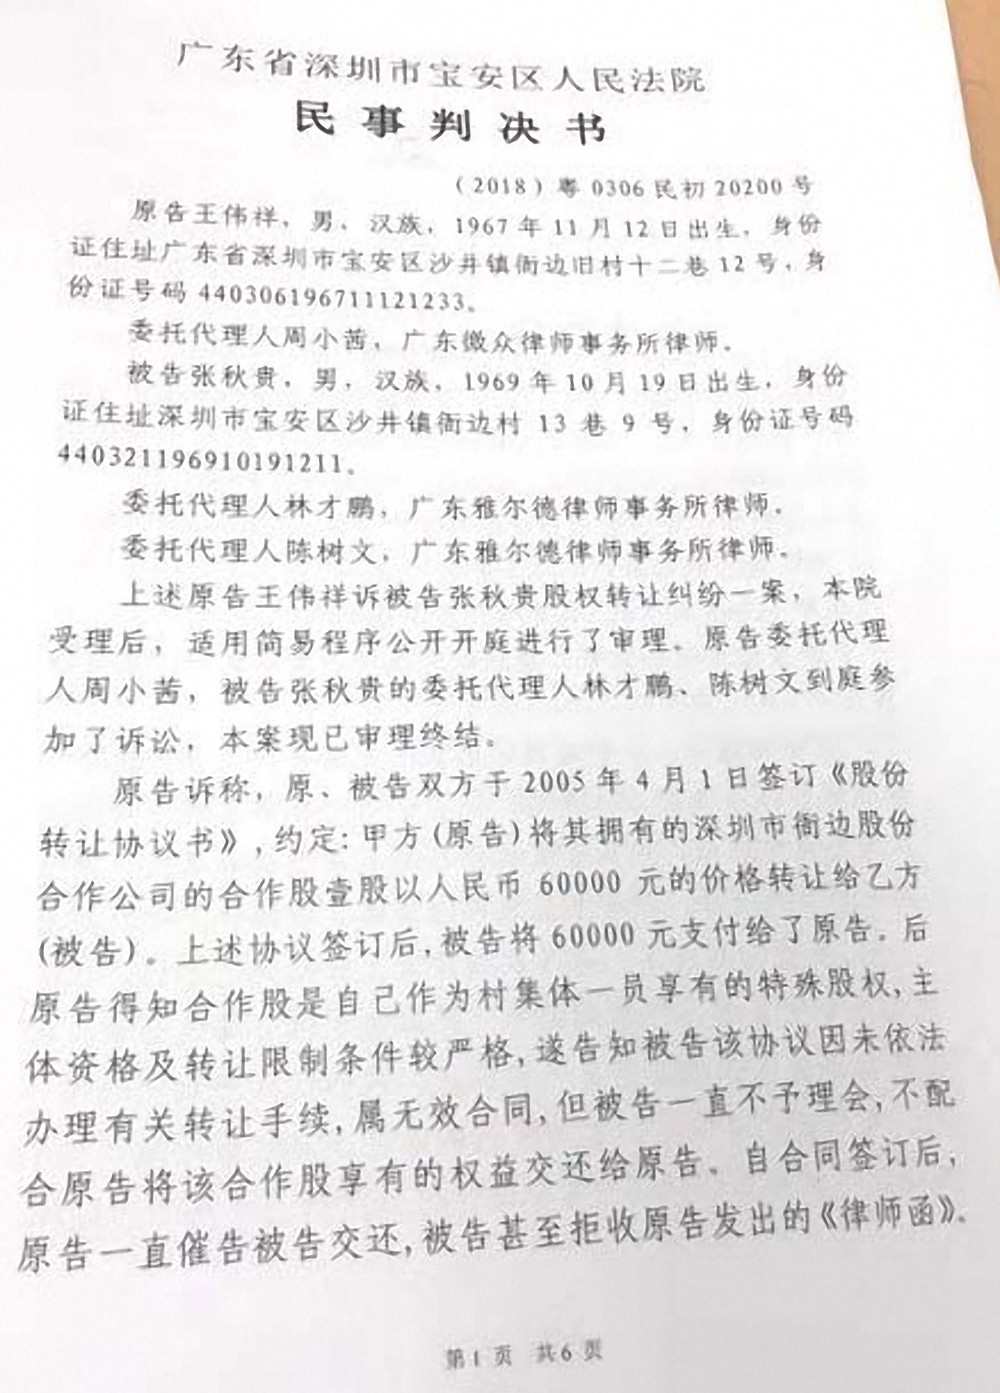 广东省深圳市宝安区人民法院
民事判决书
（2018）粤 0306 民初 20200 号
原告王伟祥，男，汉族，1967 年 11 月 12 日出生，身份
证住址广东省深圳市宝安区沙井镇衙边旧村十二巷 12 号，身
份证号码 440306196711121233。
委托代理人周小茜，广东缴众律师事务所律师。
被告张秋贵，男，汉族，1969 年 10 月 19 日出生，身份
证住址深圳市宝安区沙井镇衙边村 13 巷 9 号，身份证号码
440321196910191211。
委托代理人林才鹏，广东雅尔德律师事务所律师。
委托代理人陈树文，广东雅尔德律师事务所律师。
上述原告王伟祥诉被告张秋贵股权转让纠纷一案，本院
受理后，适用简易程序公开开庭进行了审理。原告委托代理
人周小茜，被告张秋贵的委托代理人林才鹏、陈树文到庭参
加了诉讼，本案现已审理终结。
原告诉称，原、被告双方于 2005 年 4 月 1 日签订《股份
转让协议书》，约定：甲方（原告）将其拥有的深圳市衙边股份
合作公司的合作股壹股以人民币 60000 元的价格转让给乙方
（被告）。上述协议签订后，被告将 60000 元支付给了原告。后
原告得知合作股是自己作为村集体一员享有的特殊股权，主
体资格及转让限制条件较严格，遂告知被告该协议因未依法
办理有关转让手续，属无效合同，但被告一直不予理会，不配
合原告将该合作股享有的权益交还给原告。自合同签订后，
原告一直催告被告交还，被告甚至拒收原告发出的《律师函》。
第 1 页 共 6 页